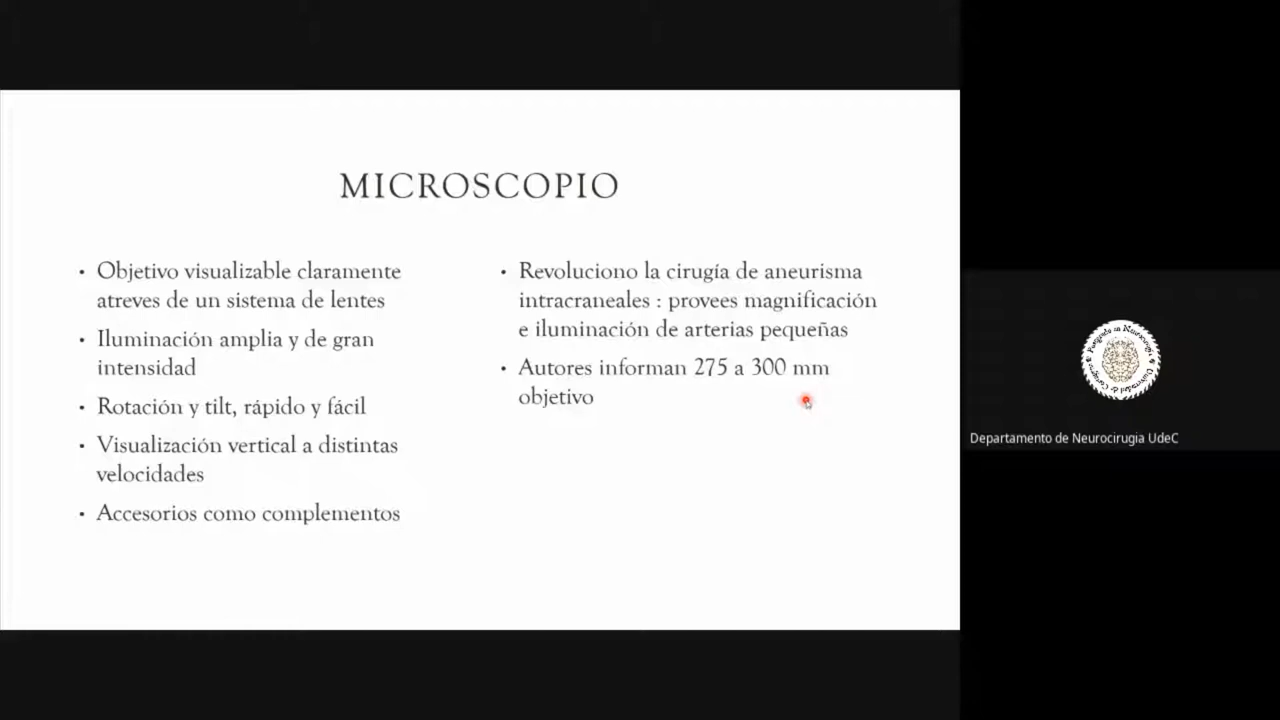 MICROSCOPIO
• Objetivo visualizable claramente
atreves de un sistema de lentes
• Iluminación amplia y de gran
intensidad
• Rotación y tilt, rápido y fácil
• Visualización vertical a distintas
velocidades
• Accesorios como complementos
• Revoluciono la cirugía de aneurisma
intracraneales : provees magnificación
e iluminación de arterias pequeñas
• Autores informan 275 a 300 mm
objetivo
Departamento de Neurocirugia UdeC